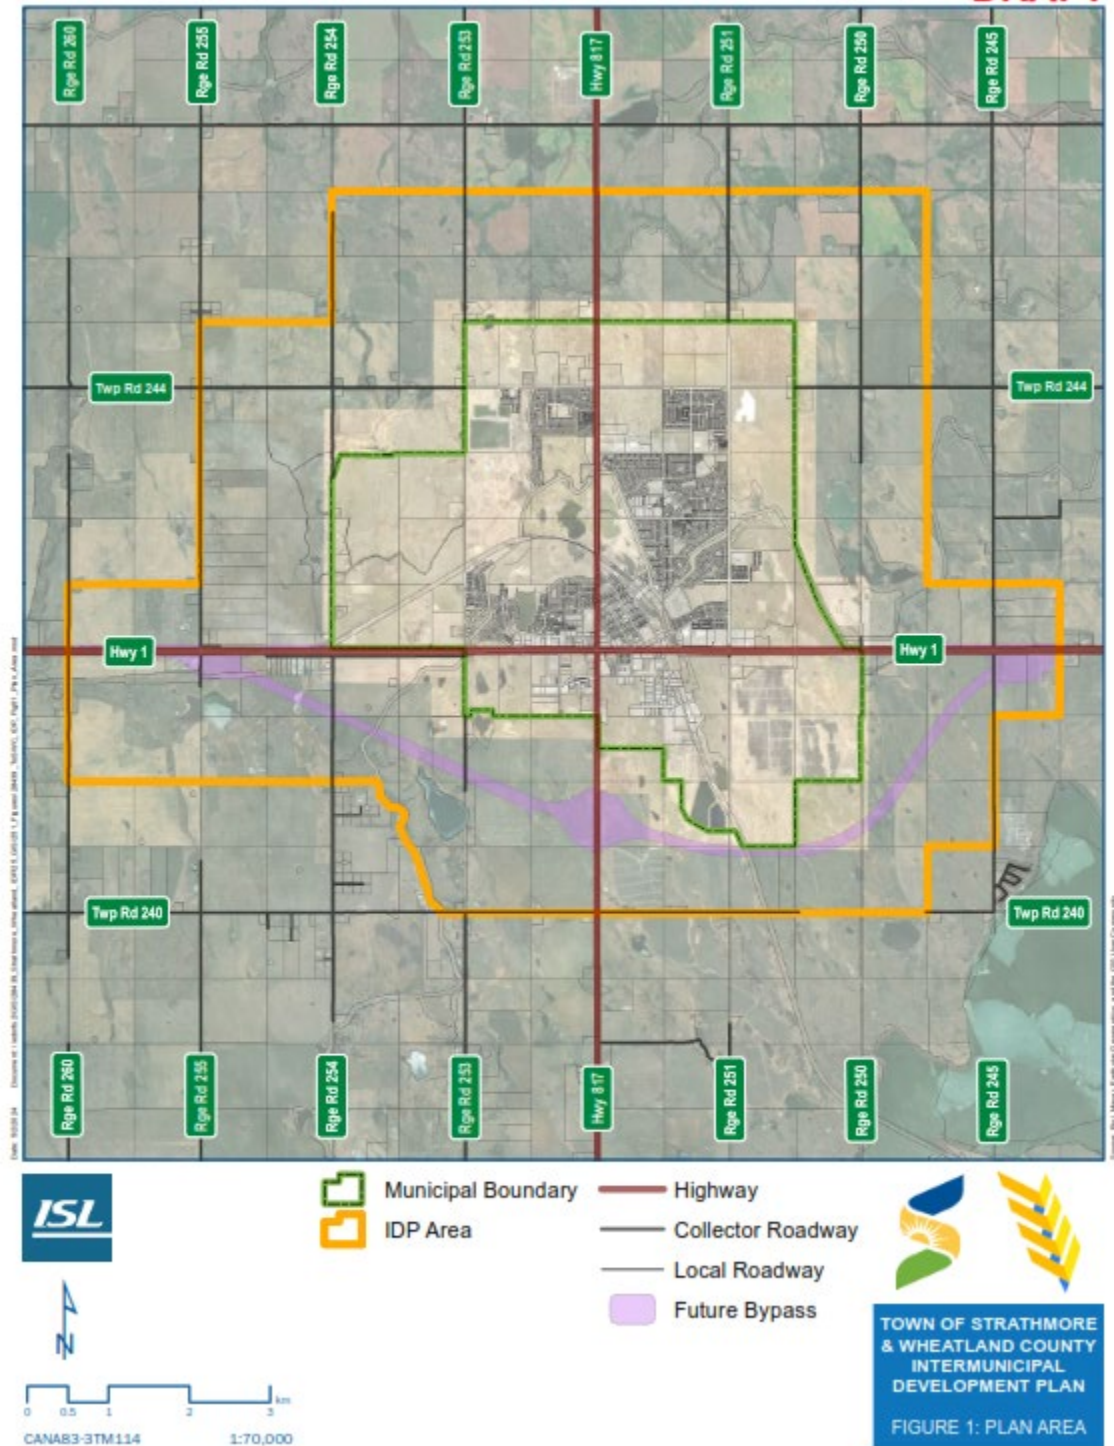 Rge Rd 260
Rge Rd 255
Rge Rd 254
Rge Rd 253
Hwy 817
Rge Rd 251
Rge Rd 250
Rge Rd 245
Twp Rd 244
Twp Rd 244
Hwy 1
Hwy 1
Twp Rd 240
Twp Rd 240
Rge Rd 260
Rge Rd 255
Rge Rd 254
Rge Rd 253
Hwy 817
Rge Rd 251
Rge Rd 250
Rge Rd 245
ISL
Municipal Boundary
IDP Area
Highway
Collector Roadway
Local Roadway
Future Bypass
N
0 0.5 1 2 3 km
CANA83-3TM114 1:70,000
TOWN OF STRATHMORE
& WHEATLAND COUNTY
INTERMUNICIPAL
DEVELOPMENT PLAN
FIGURE 1: PLAN AREA